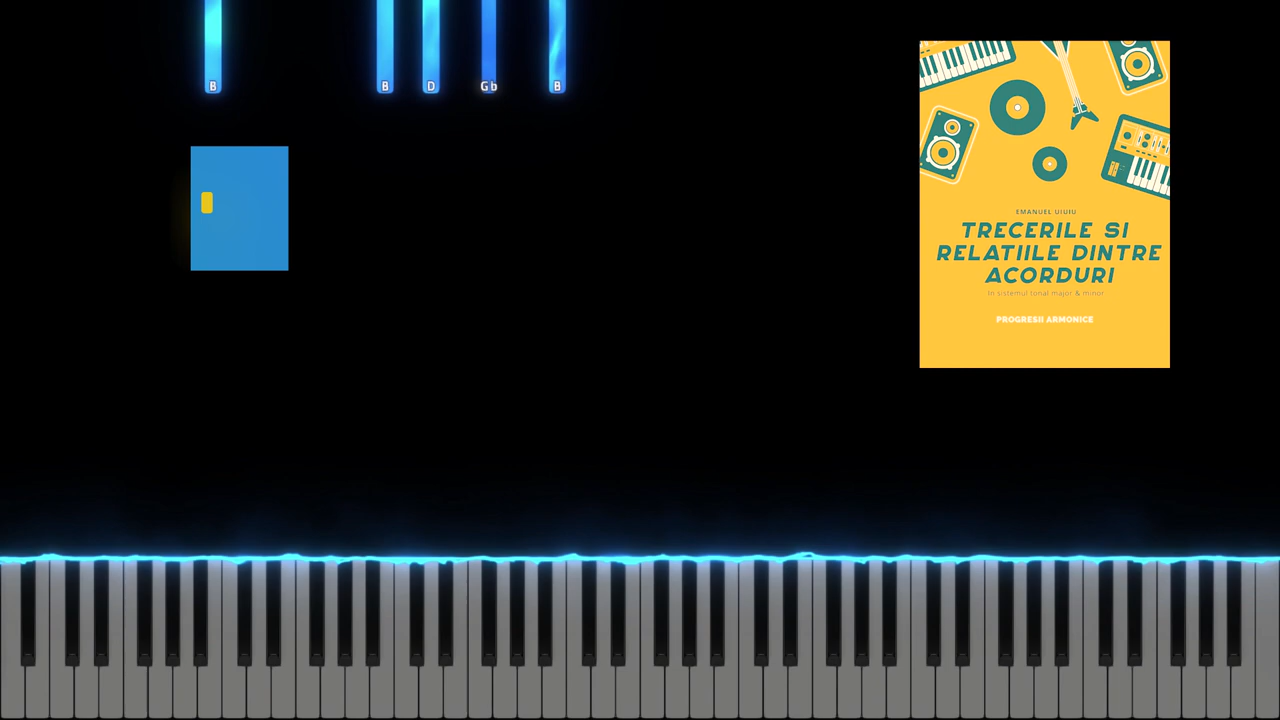 B B D Gb B
EMANUEL UIUIU
TRECERILE SI
RELATIILE DINTRE
ACORDURI
In sistemul tonal major & minor
PROGRESII ARMONICE